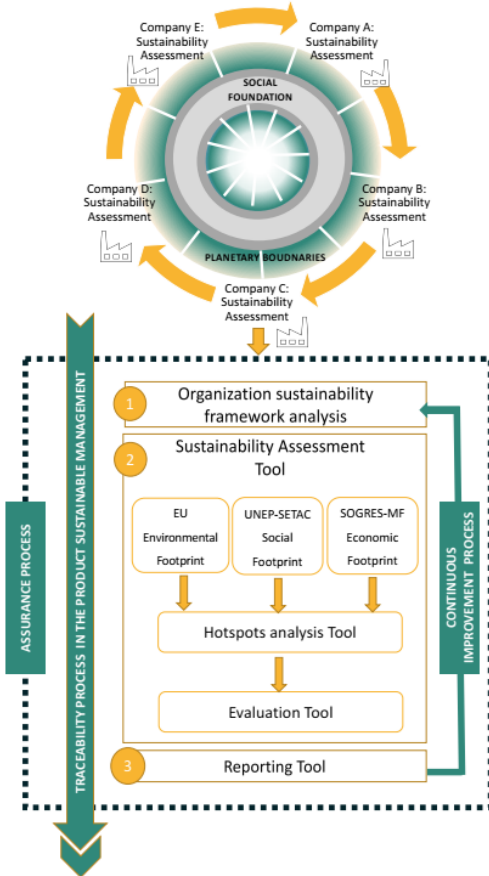 Company E:
Sustainability
Assessment
Company A:
Sustainability
Assessment
SOCIAL
FOUNDATION
Company D:
Sustainability
Assessment
Company B:
Sustainability
Assessment
PLANETARY BOUDNARIES
Company C:
Sustainability
Assessment
ASSURANCE PROCESS
TRACEABILITY PROCESS IN THE PRODUCT SUSTAINABLE MANAGEMENT
1
Organization sustainability
framework analysis
2
Sustainability Assessment
Tool
EU
Environmental
Footprint
UNEP-SETAC
Social
Footprint
SOGRES-MF
Economic
Footprint
Hotspots analysis Tool
Evaluation Tool
3
Reporting Tool
CONTINUOUS
IMPROVEMENT PROCESS